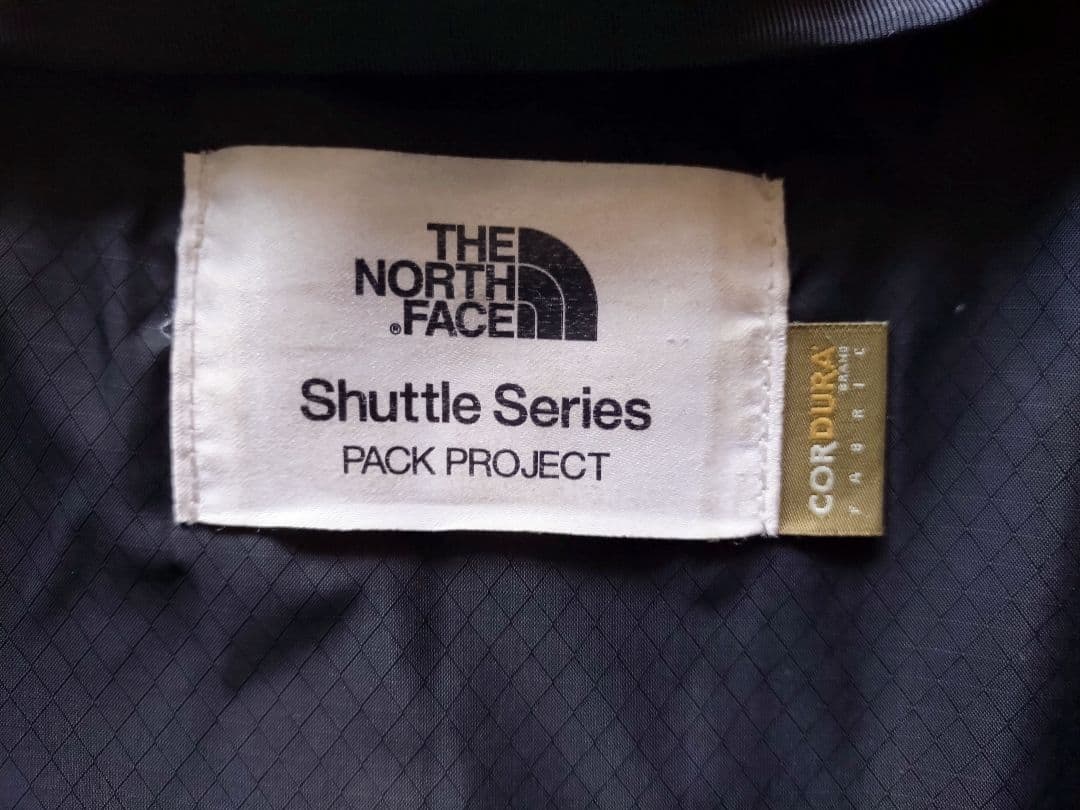 THE
NORTH
®FACE
Shuttle Series
PACK PROJECT
CORDURA®
BRAND
FABRIC